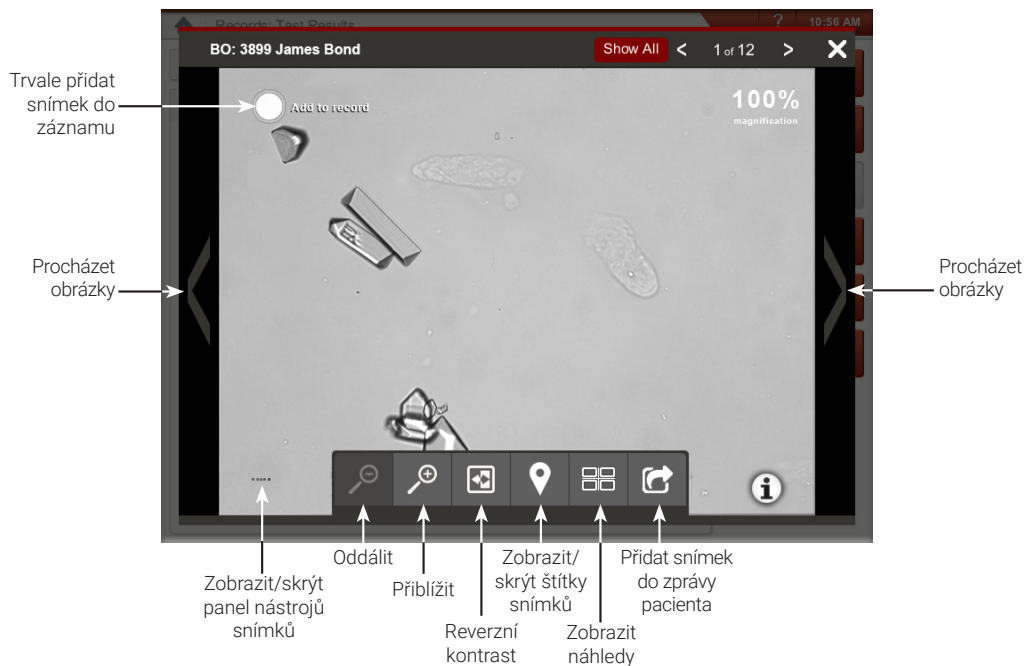 Records: Test Results
?
10:56 AM
BO: 3899 James Bond
Show All
<
1 of 12
>
Trvale přidat
snímek do
záznamu
Add to record
100%
magnification
Procházet
obrázky
Procházet
obrázky
Oddálit
Přiblížit
Zobrazit/
skrýt štítky
snímků
Přidat snímek
do zprávy
pacienta
Zobrazit/skrýt
panel nástrojů
snímků
Reverzní
kontrast
Zobrazit
náhledy